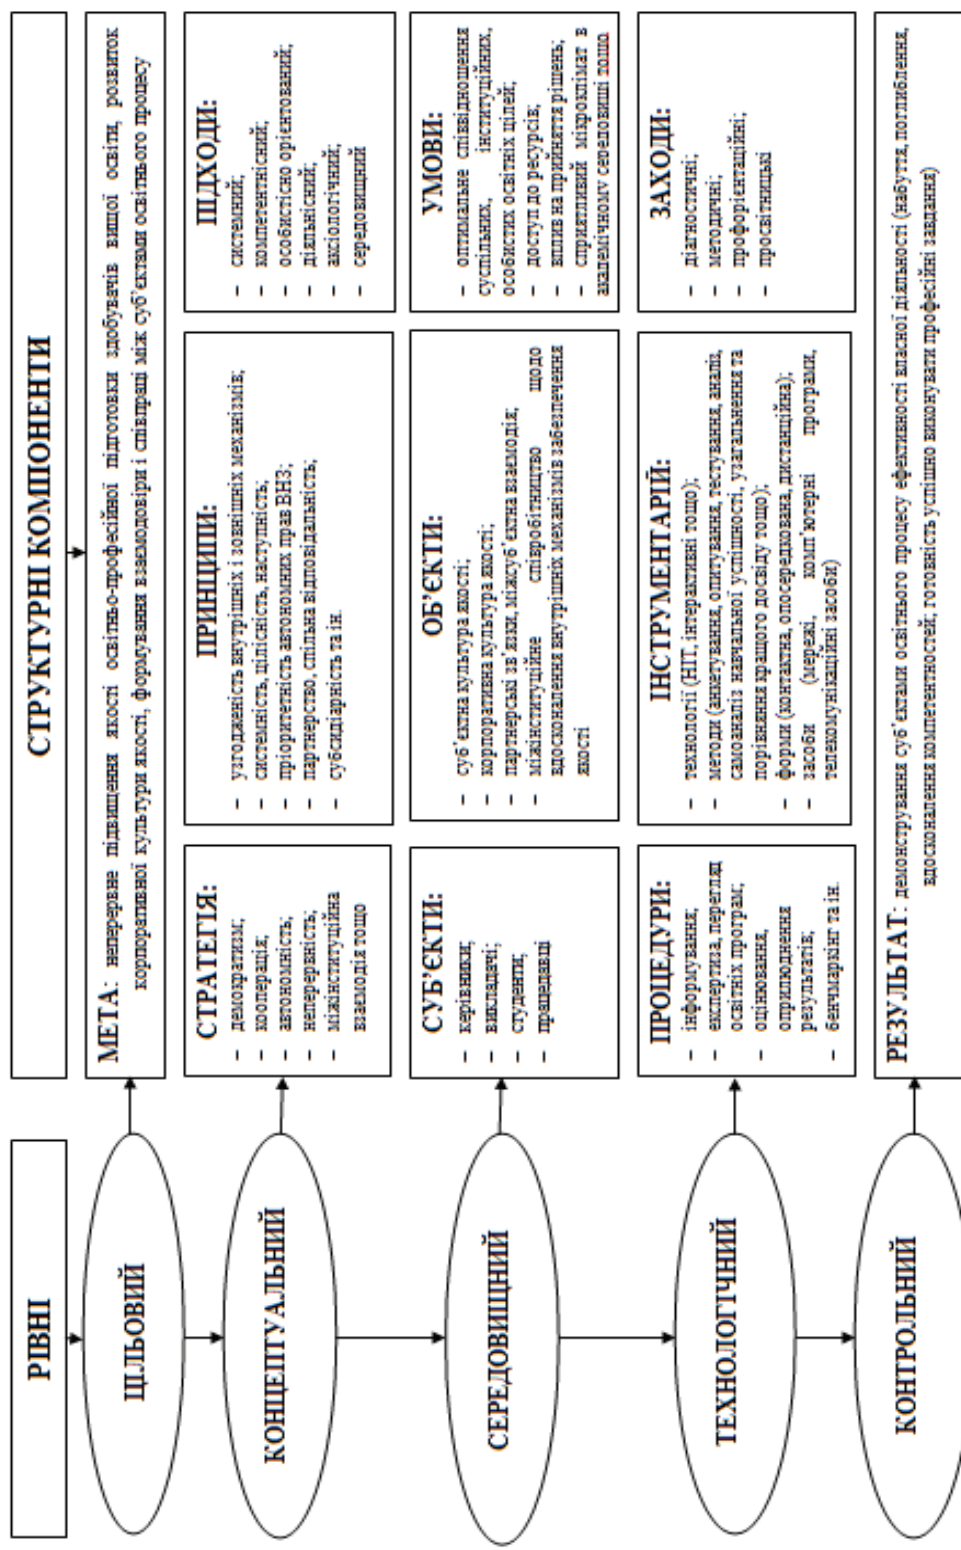 РІВНІ
СТРУКТУРНІ КОМПОНЕНТИ
ЦІЛЬОВИЙ
МЕТА: неперервне підвищення якості освітньо-професійної підготовки здобувачів вищої освіти, розвиток
корпоративної культури якості, формування взаємодовіри і співпраці між суб'єктами освітнього процесу
КОНЦЕПТУАЛЬНИЙ
СТРАТЕГІЯ:
– демократизм;
– кооперація;
– автономність;
– неперервність;
– міжінституційна
взаємодія тощо
ПРИНЦИПИ:
– узгодженість внутрішніх і зовнішніх механізмів;
– системність, цілісність, наступність;
– пріоритетність автономних прав ВНЗ;
– партнерство, спільна відповідальність;
– субсидіарність та ін.
ПІДХОДИ:
– системний;
– компетентнісний;
– особистісно орієнтований;
– діяльнісний;
– аксіологічний;
– середовищний
СЕРЕДОВИЩНИЙ
СУБ'ЄКТИ:
– керівники;
– викладачі;
– студенти;
– працедавці
ОБ'ЄКТИ:
– суб'єктна культура якості;
– корпоративна культура якості;
– партнерські зв'язки, міжсуб'єктна взаємодія;
– міжінституційне співробітництво щодо
вдосконалення внутрішніх механізмів забезпечення
якості
УМОВИ:
– оптимальне співвідношення
суспільних, інституційних,
особистих освітніх цілей;
– доступ до ресурсів;
– вплив на прийняття рішень;
– сприятливий мікроклімат в
академічному середовищі тощо
ТЕХНОЛОГІЧНИЙ
ПРОЦЕДУРИ:
– інформування;
– експертиза, перегляд
освітніх програм;
– оцінювання,
оприлюднення
результатів;
– бенчмаркінг та ін.
ІНСТРУМЕНТАРІЙ:
– технології (НІТ, інтерактивні тощо);
– методи (анкетування, опитування, тестування, аналіз,
самоаналіз навчальної успішності, узагальнення та
порівняння кращого досвіду тощо);
– форми (контактна, опосередкована, дистанційна);
– засоби (мережі, комп'ютерні програми,
телекомунікаційні засоби)
ЗАХОДИ:
– діагностичні;
– методичні;
– профорієнтаційні;
– просвітницькі
КОНТРОЛЬНИЙ
РЕЗУЛЬТАТ: демонстрування суб'єктами освітнього процесу ефективності власної діяльності (набуття, поглиблення,
вдосконалення компетентностей, готовність успішно виконувати професійні завдання)